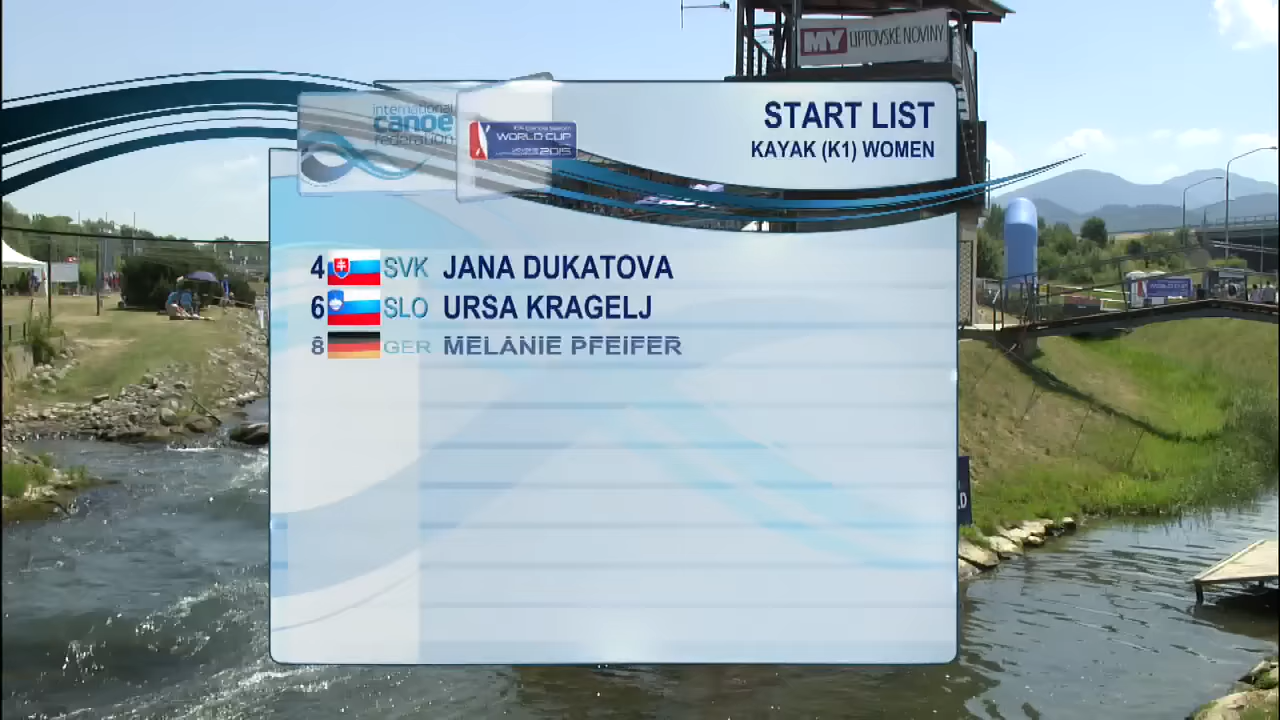 MY LIPTOVSKÉ NOVINY
international
canoe
federation
WORLD CUP
2015
START LIST
KAYAK (K1) WOMEN
4 SVK JANA DUKATOVA
6 SLO URSA KRAGELJ
8 GER MELANIE PFEIFER